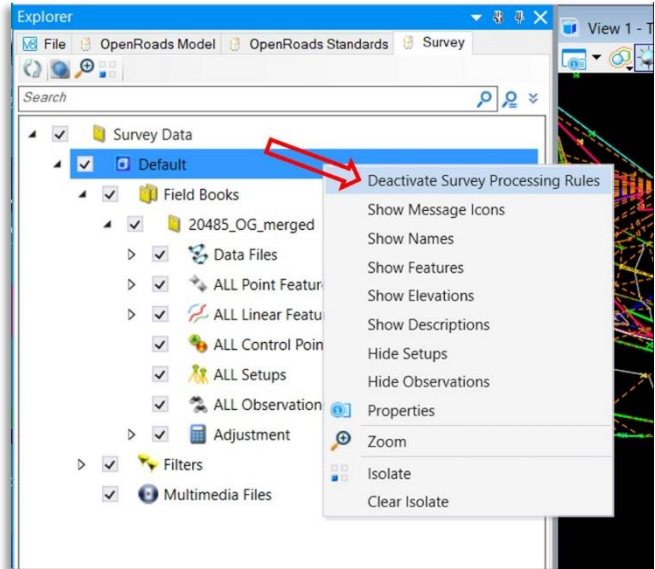 Explorer
View 1 - T
File
OpenRoads Model
OpenRoads Standards
Survey
Search
Survey Data
Default
Deactivate Survey Processing Rules
Field Books
Show Message Icons
20485_OG_merged
Show Names
Data Files
Show Features
ALL Point Featur
Show Elevations
ALL Linear Featu
Show Descriptions
ALL Control Poin
Hide Setups
ALL Setups
Hide Observations
ALL Observation
Properties
Adjustment
Zoom
Filters
Isolate
Multimedia Files
Clear Isolate